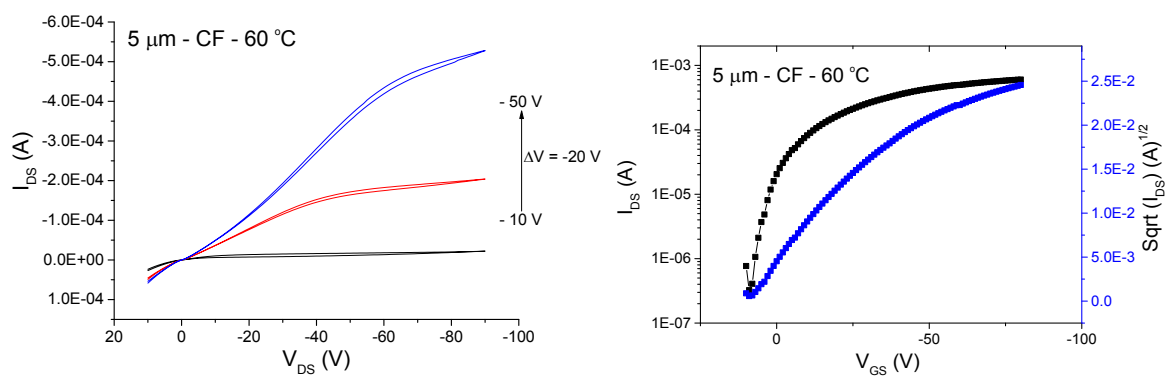 5 μm - CF - 60 °C
-6.0E-04
-5.0E-04
-4.0E-04
-3.0E-04
-2.0E-04
-1.0E-04
0.0E+00
1.0E-04
I_DS (A)
- 50 V
ΔV = -20 V
- 10 V
20 0 -20 -40 -60 -80 -100
V_DS (V)
5 μm - CF - 60 °C
1E-03
1E-04
1E-05
1E-06
1E-07
I_DS (A)
2.5E-2
2.0E-2
1.5E-2
1.0E-2
5.0E-3
0.0
Sqrt (I_DS) (A)^1/2
0 -25 -50 -75 -100
V_GS (V)